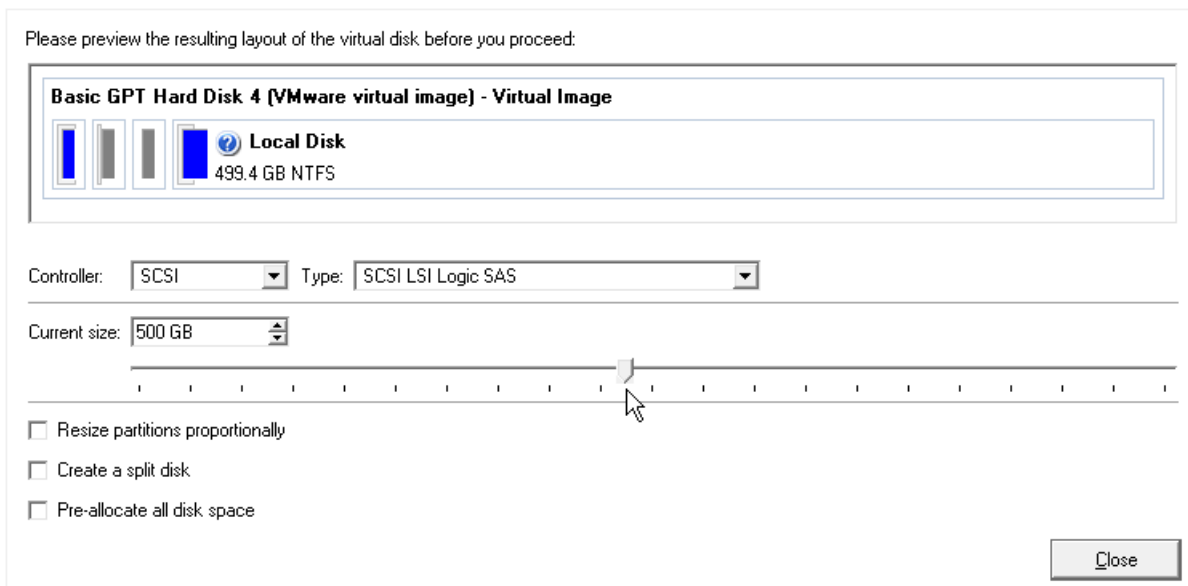 Please preview the resulting layout of the virtual disk before you proceed:
Basic GPT Hard Disk 4 (VMware virtual image) - Virtual Image
Local Disk
499.4 GB NTFS
Controller: SCSI Type: SCSI LSI Logic SAS
Current size: 500 GB
Resize partitions proportionally
Create a split disk
Pre-allocate all disk space
Close